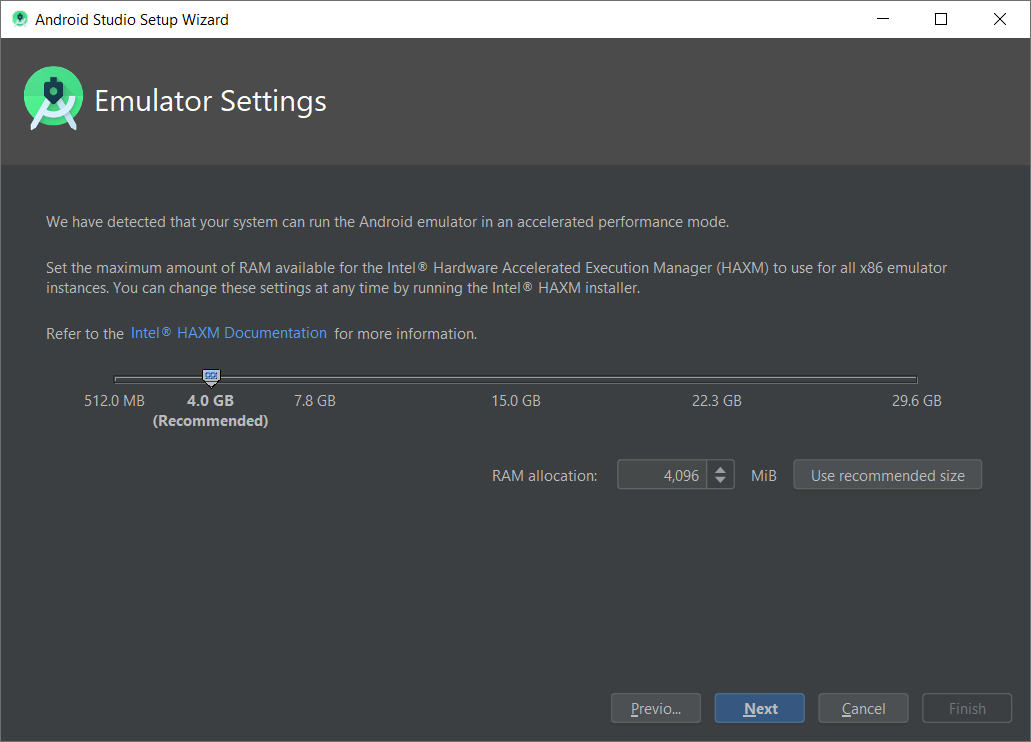 Android Studio Setup Wizard
Emulator Settings
We have detected that your system can run the Android emulator in an accelerated performance mode.
Set the maximum amount of RAM available for the Intel® Hardware Accelerated Execution Manager (HAXM) to use for all x86 emulator
instances. You can change these settings at any time by running the Intel® HAXM installer.
Refer to the Intel® HAXM Documentation for more information.
512.0 MB 4.0 GB 7.8 GB 15.0 GB 22.3 GB 29.6 GB
(Recommended)
RAM allocation: 4,096 MiB Use recommended size
Previo... Next Cancel Finish